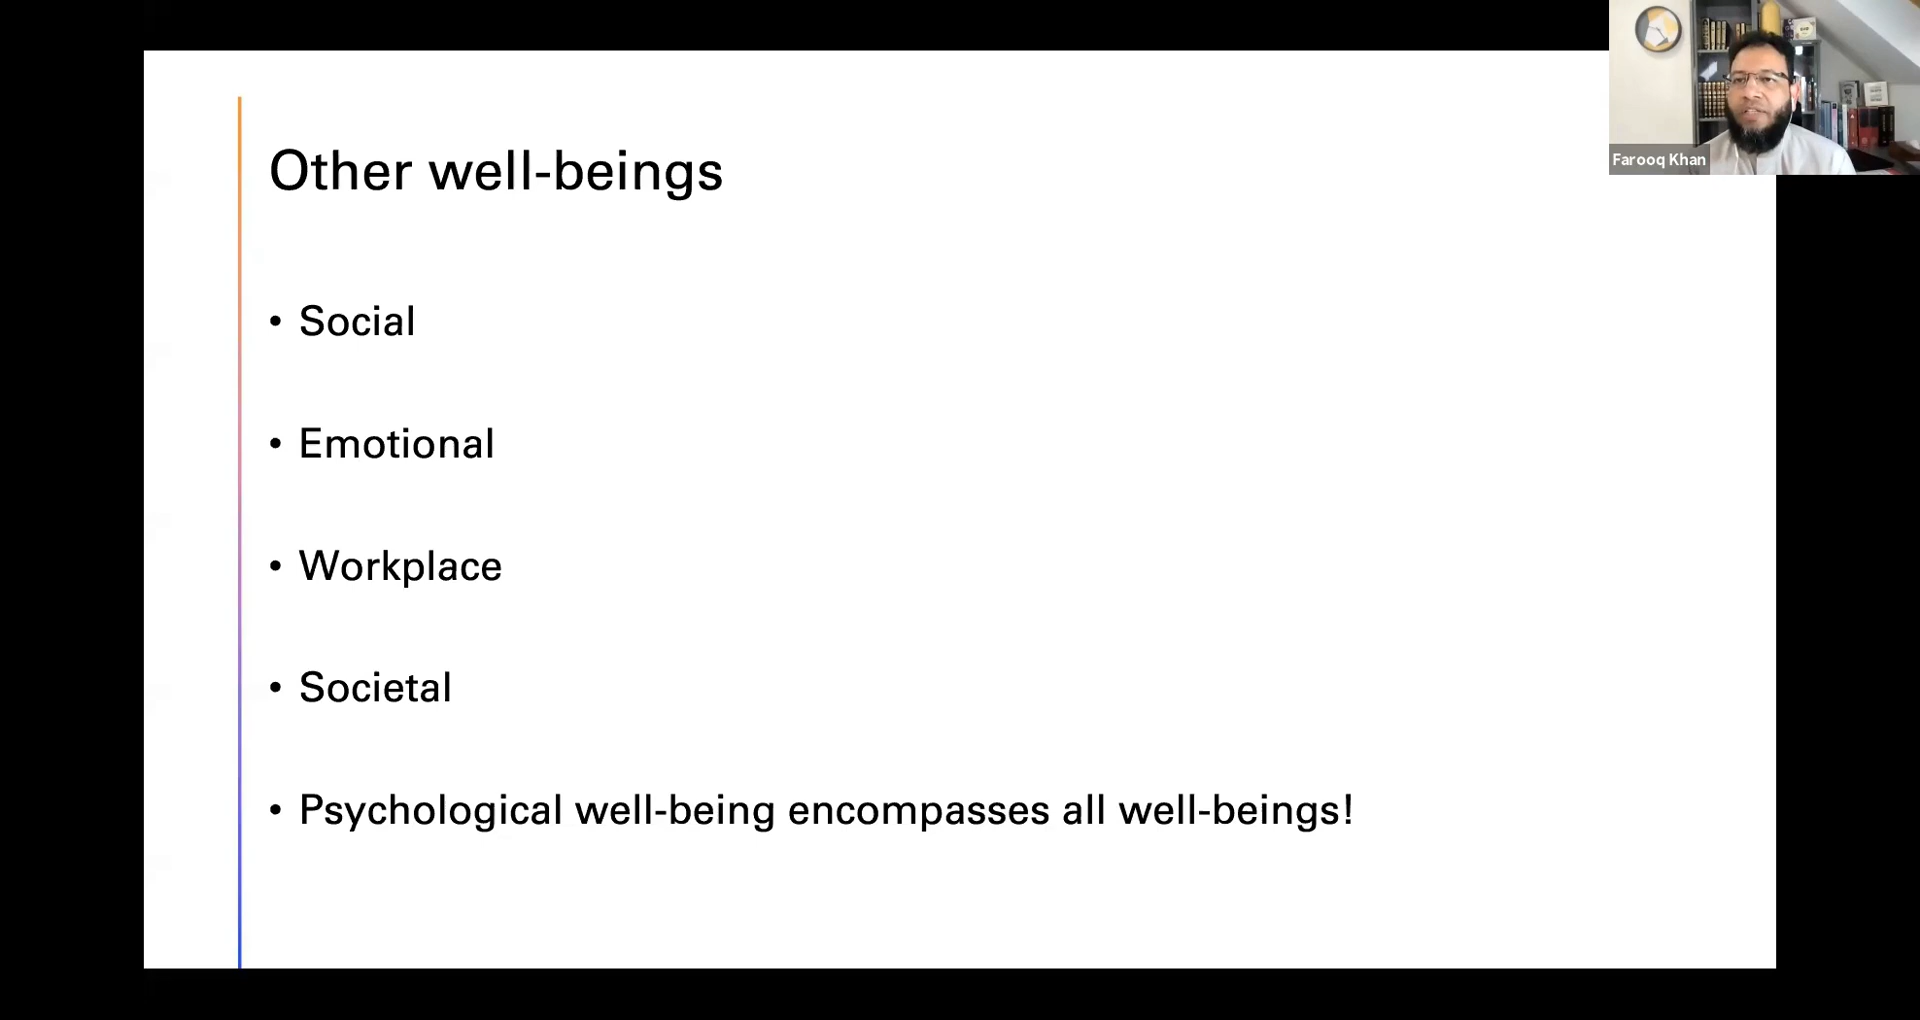 Other well-beings
• Social
• Emotional
• Workplace
• Societal
• Psychological well-being encompasses all well-beings!
Farooq Khan